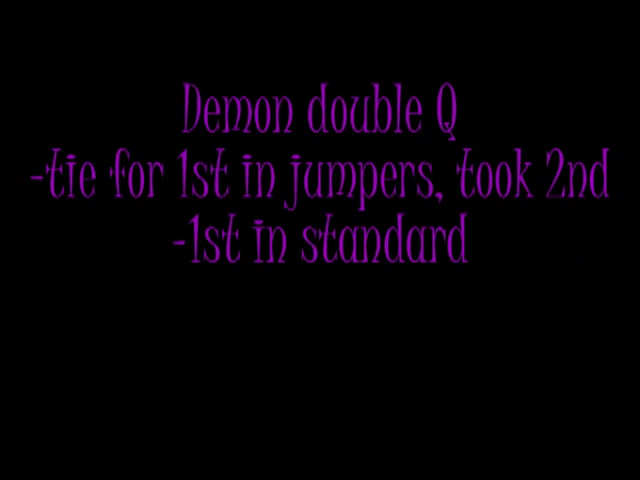 Demon double Q
-tie for 1st in jumpers, took 2nd
-1st in standard